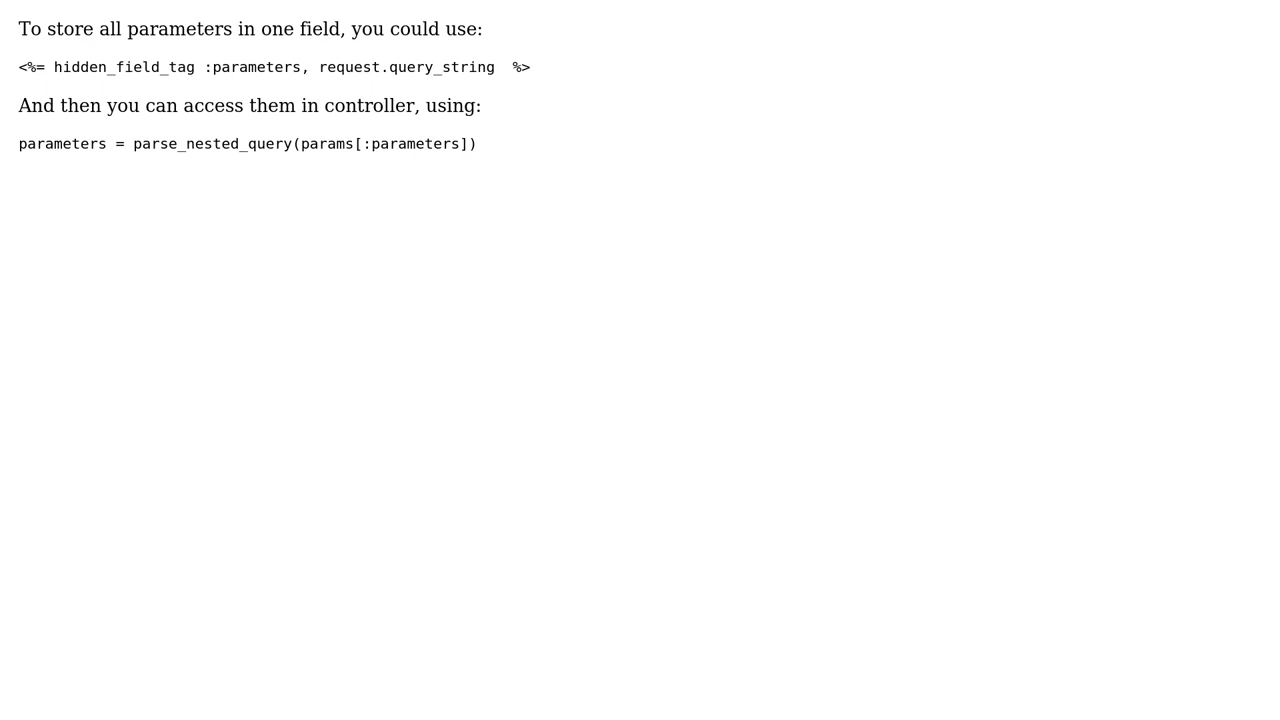 To store all parameters in one field, you could use:
<%= hidden_field_tag :parameters, request.query_string  %>
And then you can access them in controller, using:
parameters = parse_nested_query(params[:parameters])